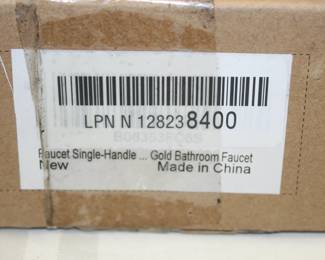 LPN N 128238400
Faucet Single-Handle ... Gold Bathroom Faucet
New Made in China